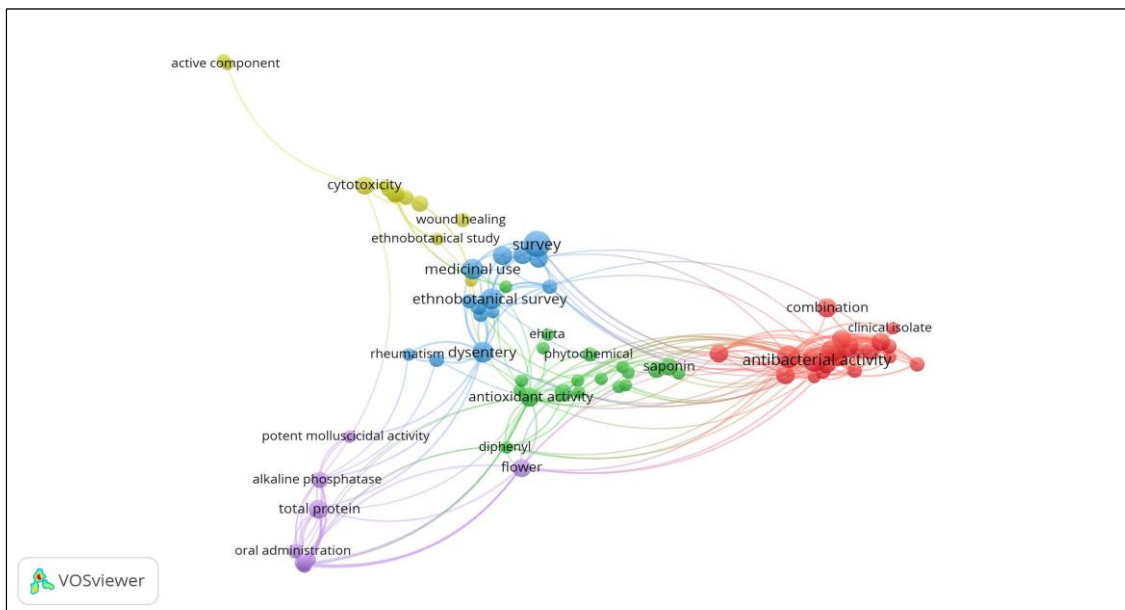 active component
cytotoxicity
wound healing
ethnobotanical study
survey
medicinal use
ethnobotanical survey
combination
clinical isolate
ehirta
rheumatism
dysentery
phytochemical
saponin
antibacterial activity
antioxidant activity
potent molluscicidal activity
diphenyl
flower
alkaline phosphatase
total protein
oral administration
VOSviewer